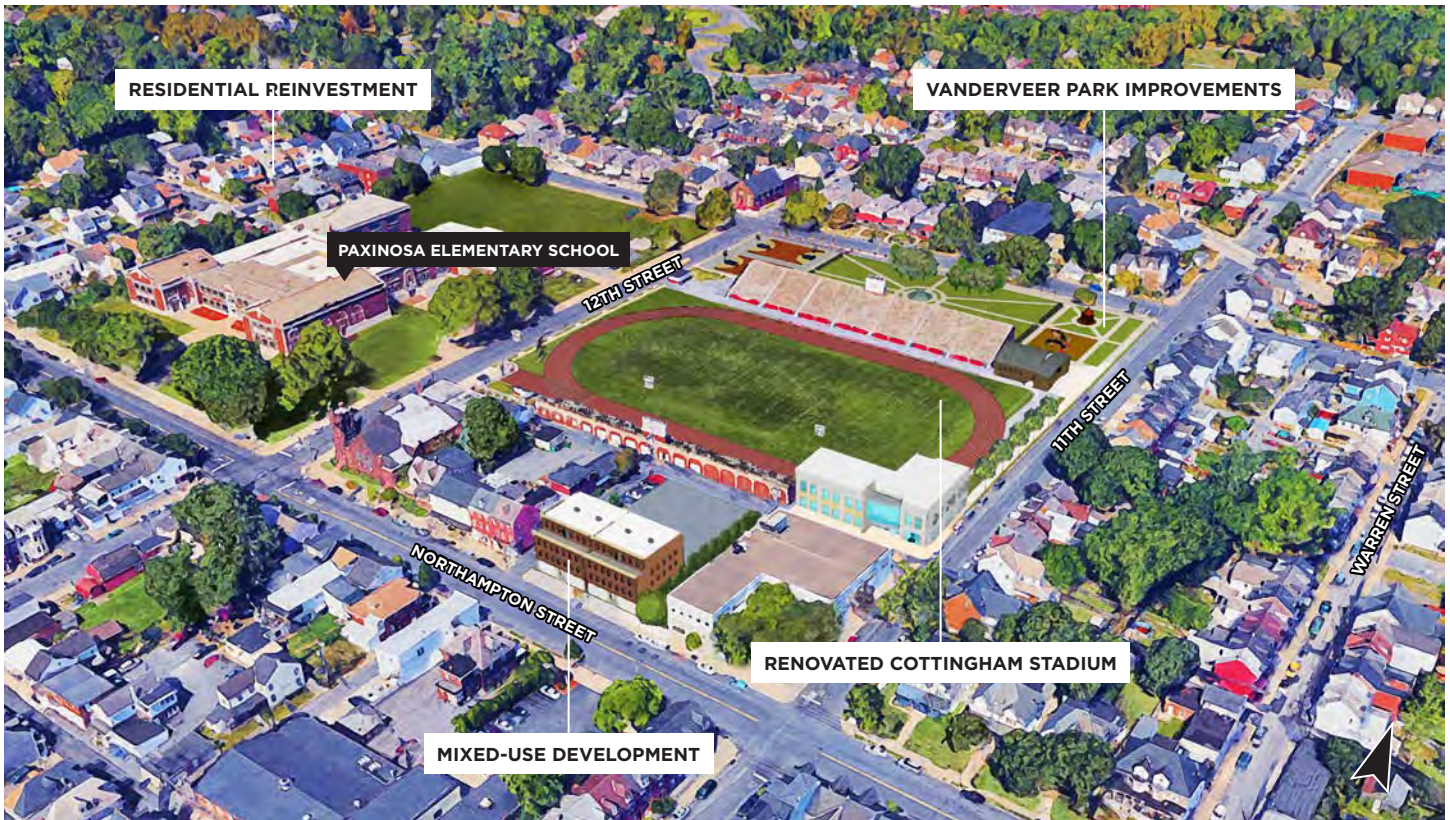 RESIDENTIAL REINVESTMENT
VANDERVEER PARK IMPROVEMENTS
PAXINOSA ELEMENTARY SCHOOL
12TH STREET
11TH STREET
WARREN STREET
NORTHAMPTON STREET
RENOVATED COTTINGHAM STADIUM
MIXED-USE DEVELOPMENT